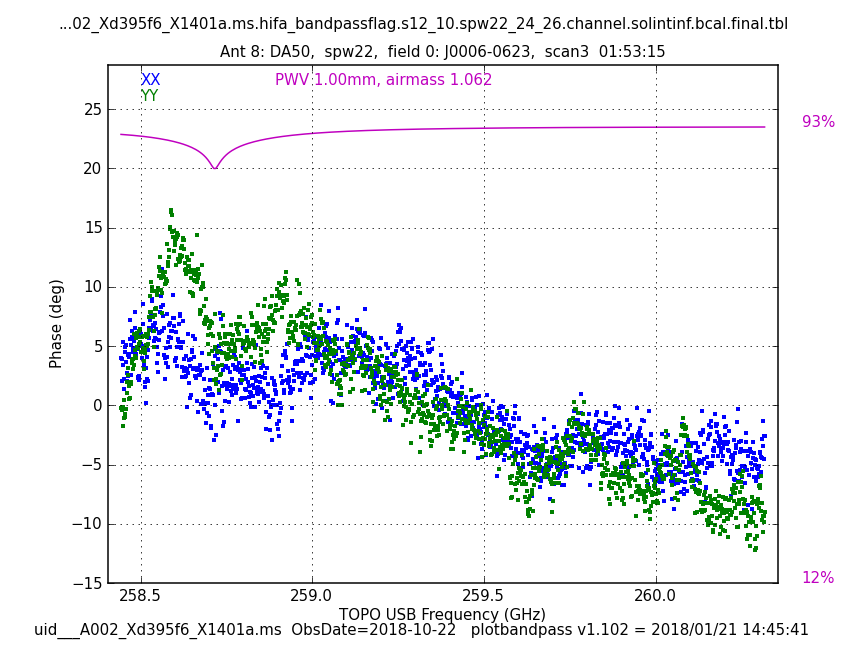 ...02_Xd395f6_X1401a.ms.hifa_bandpassflag.s12_10.spw22_24_26.channel.solintinf.bcal.final.tbl
Ant 8: DA50,  spw22,  field 0: J0006-0623,  scan3  01:53:15
XX
PWV 1.00mm, airmass 1.062
YY
93%
25
20
15
10
5
0
−5
−10
−15
Phase (deg)
12%
258.5 259.0 259.5 260.0
TOPO USB Frequency (GHz)
uid___A002_Xd395f6_X1401a.ms  ObsDate=2018-10-22   plotbandpass v1.102 = 2018/01/21 14:45:41